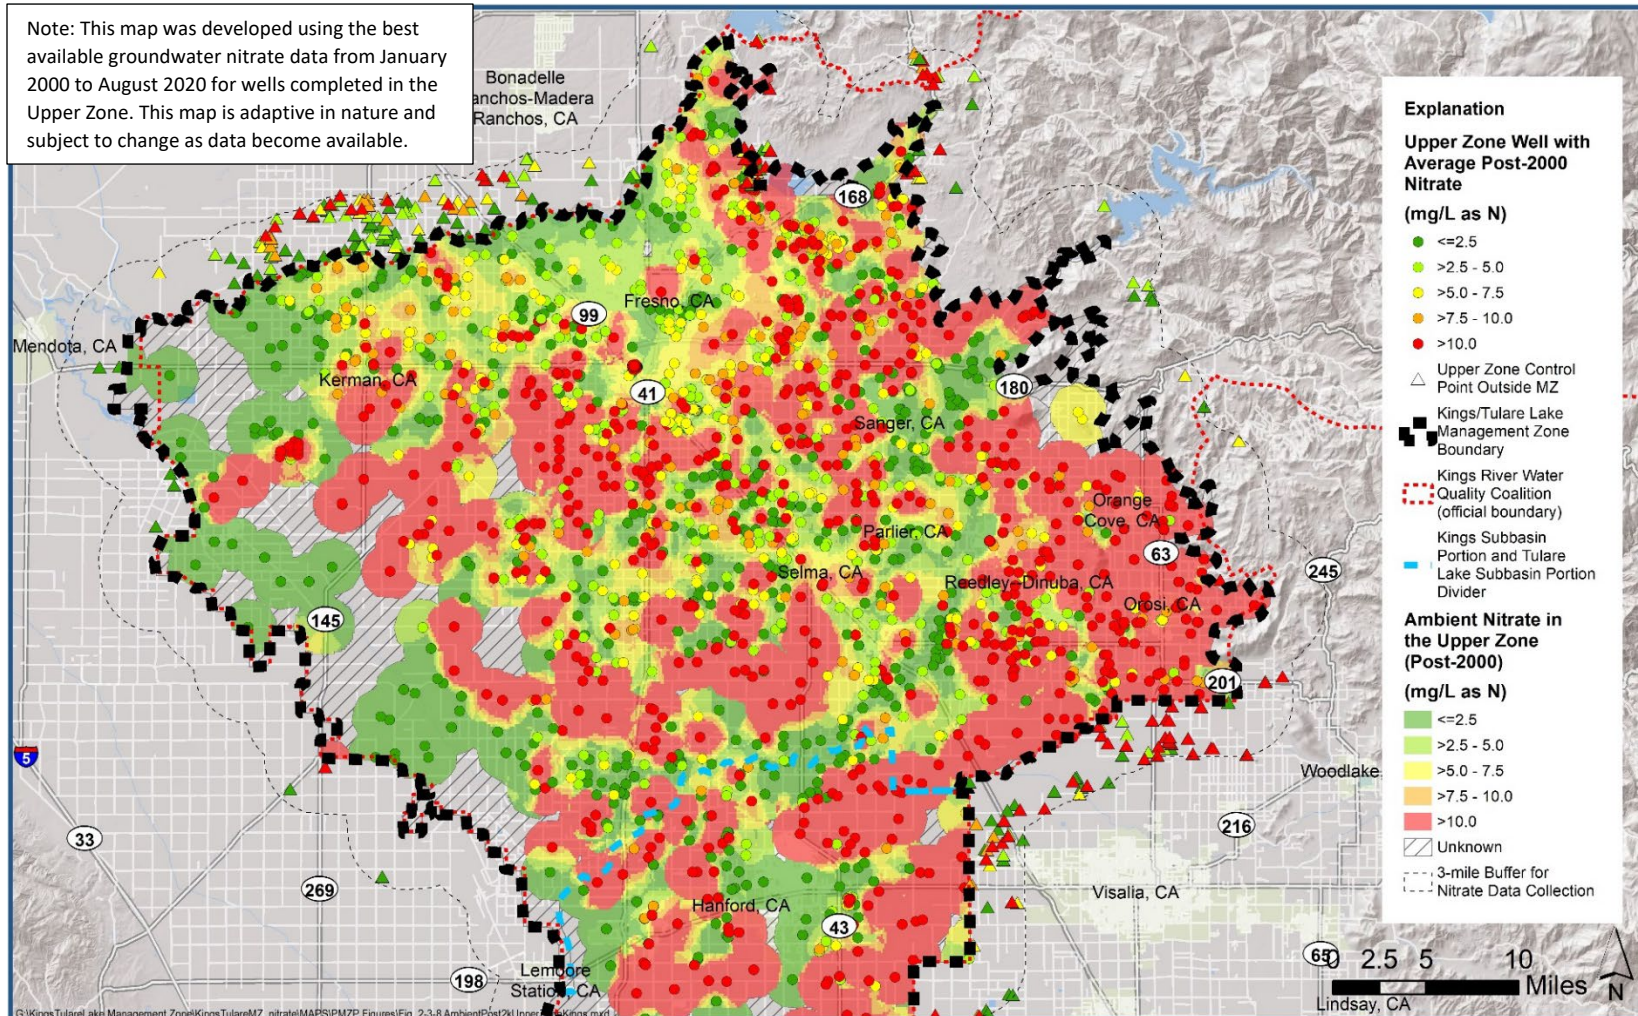 Note: This map was developed using the best
available groundwater nitrate data from January
2000 to August 2020 for wells completed in the
Upper Zone. This map is adaptive in nature and
subject to change as data become available.
Bonadelle
anchos-Madera
Ranchos, CA
168
Mendota, CA
99
Fresno, CA
Kerman, CA
41
180
Sanger, CA
Orange
Cove, CA
Parlier, CA
63
Selma, CA
Reedley--Dinuba, CA
245
Orosi, CA
145
201
5
Woodlake,
33
216
269
Visalia, CA
Hanford, CA
43
198
Lemoore
Station, CA
65
Lindsay, CA
Explanation
Upper Zone Well with
Average Post-2000
Nitrate
(mg/L as N)
<=2.5
>2.5 - 5.0
>5.0 - 7.5
>7.5 - 10.0
>10.0
Upper Zone Control
Point Outside MZ
Kings/Tulare Lake
Management Zone
Boundary
Kings River Water
Quality Coalition
(official boundary)
Kings Subbasin
Portion and Tulare
Lake Subbasin Portion
Divider
Ambient Nitrate in
the Upper Zone
(Post-2000)
(mg/L as N)
<=2.5
>2.5 - 5.0
>5.0 - 7.5
>7.5 - 10.0
>10.0
Unknown
3-mile Buffer for
Nitrate Data Collection
0 2.5 5 10
Miles
N